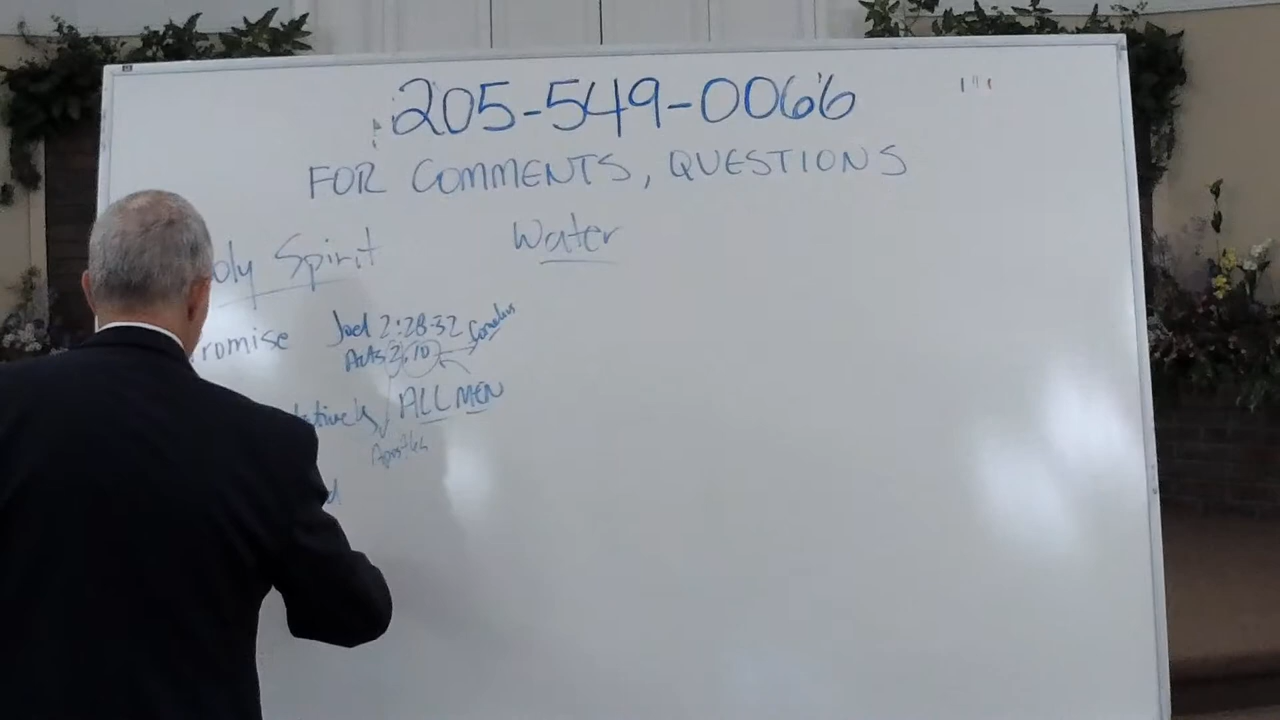 205-549-0066
FOR COMMENTS, QUESTIONS
oly Spirit
Water
romise Joel 2:28-32
Acts 2, 10
ALL MEN
Apostles